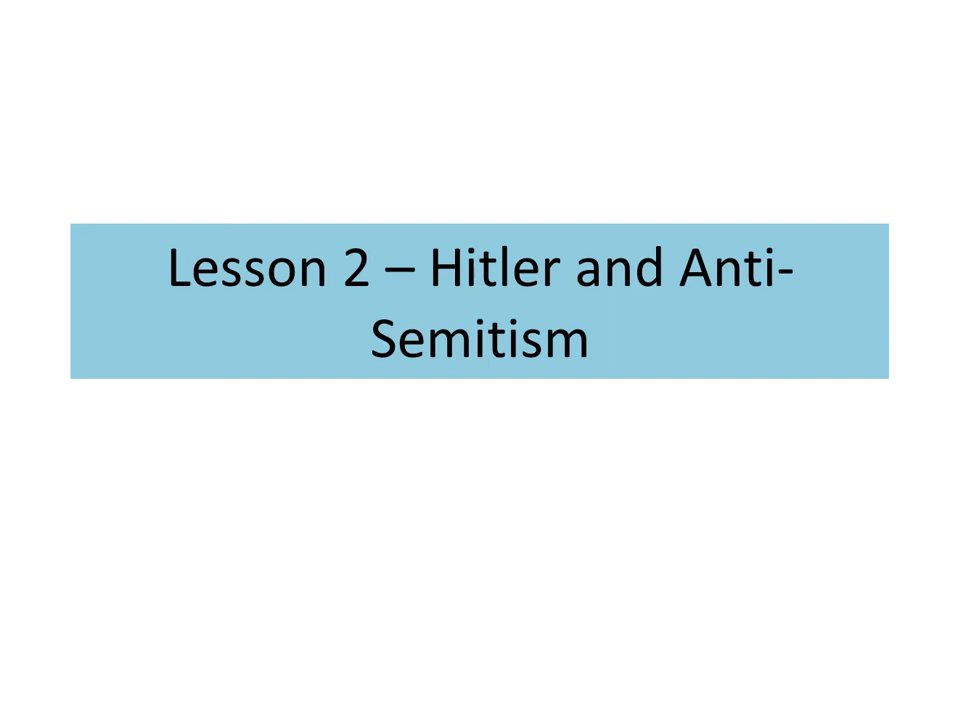 Lesson 2 – Hitler and Anti-
Semitism